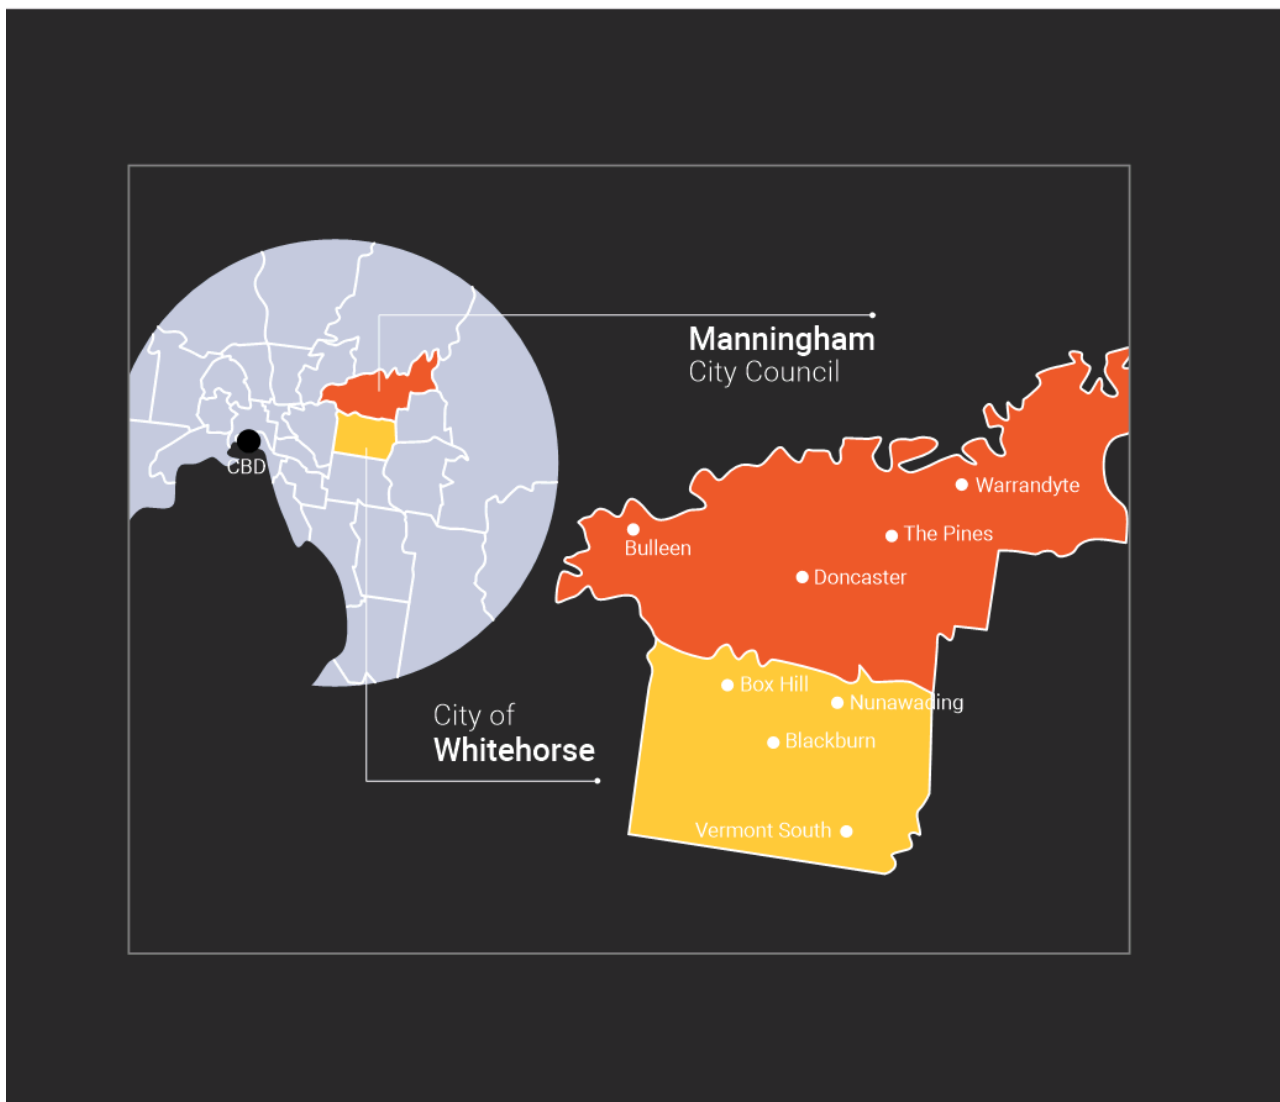 Manningham
City Council
CBD
Warrandyte
The Pines
Bulleen
Doncaster
Box Hill
Nunawading
City of
Whitehorse
Blackburn
Vermont South